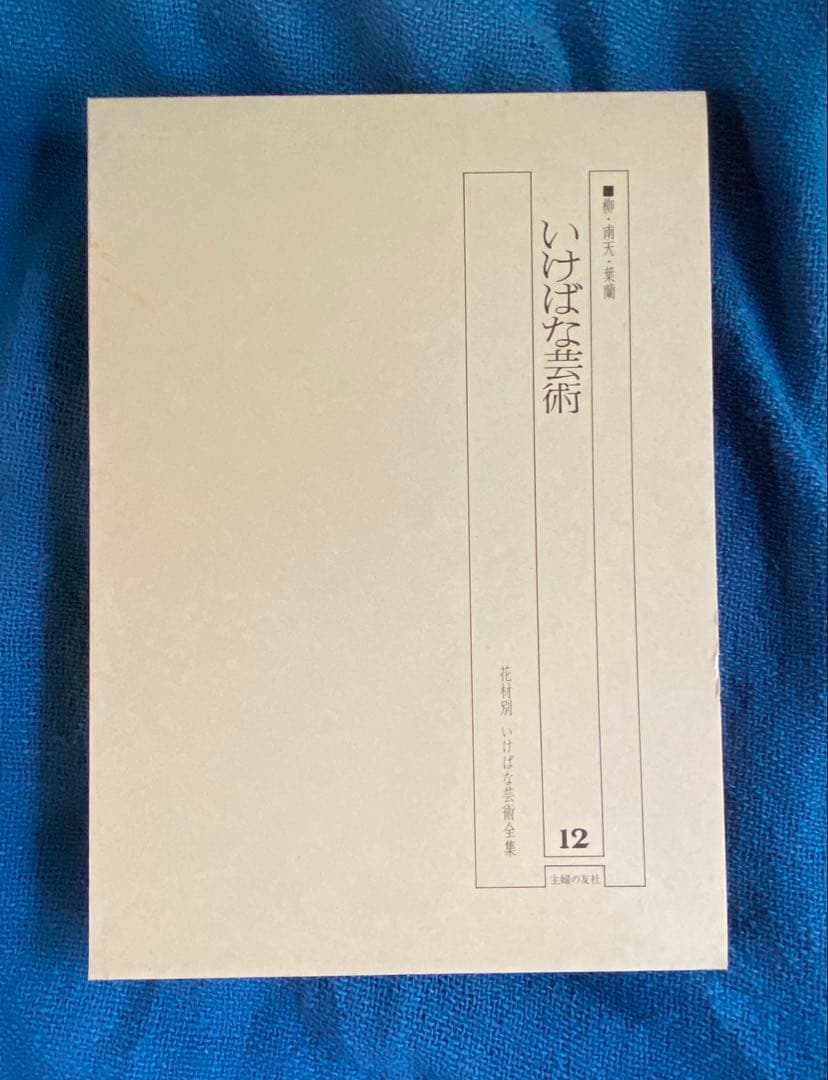 ■柳・南天・葉蘭
いけばな芸術
12
花材別 いけばな芸術全集
主婦の友社